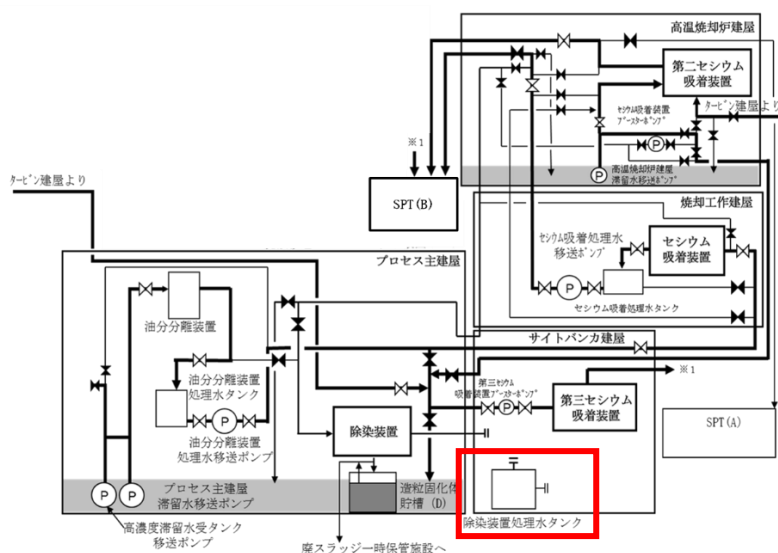 高温焼却炉建屋
第二セシウム
吸着装置
タービン建屋より
セシウム吸着装置
ブースターポンプ
※1
高温焼却炉建屋
滞留水移送ポンプ
P
P
タービン建屋より
SPT(B)
焼却工作建屋
セシウム吸着処理水
移送ポンプ
セシウム
吸着装置
P
セシウム吸着処理水タンク
プロセス主建屋
油分分離装置
油分分離装置
処理水タンク
P
油分分離装置
処理水移送ポンプ
サイトバンカ建屋
第三セシウム
吸着装置ブースターポンプ
P
※1
第三セシウム
吸着装置
SPT(A)
除染装置
P
P
プロセス主建屋
滞留水移送ポンプ
造粒固化体
貯槽(D)
高濃度滞留水受タンク
移送ポンプ
廃スラッジ一時保管施設へ
除染装置処理水タンク